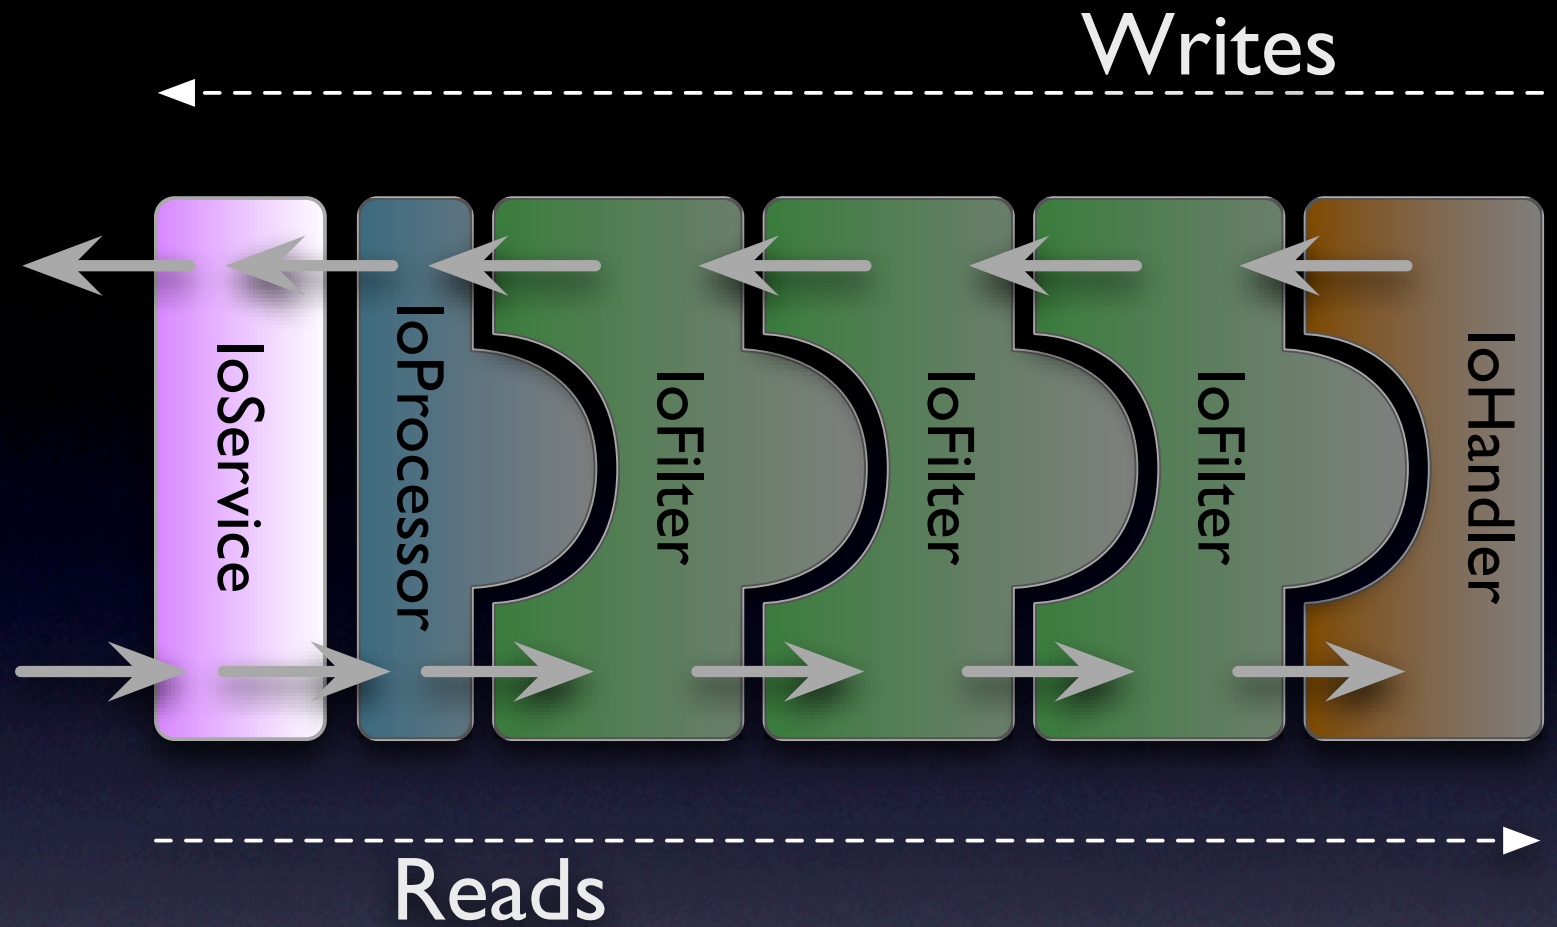 Writes
IoService
IoProcessor
IoFilter
IoFilter
IoFilter
IoHandler
Reads